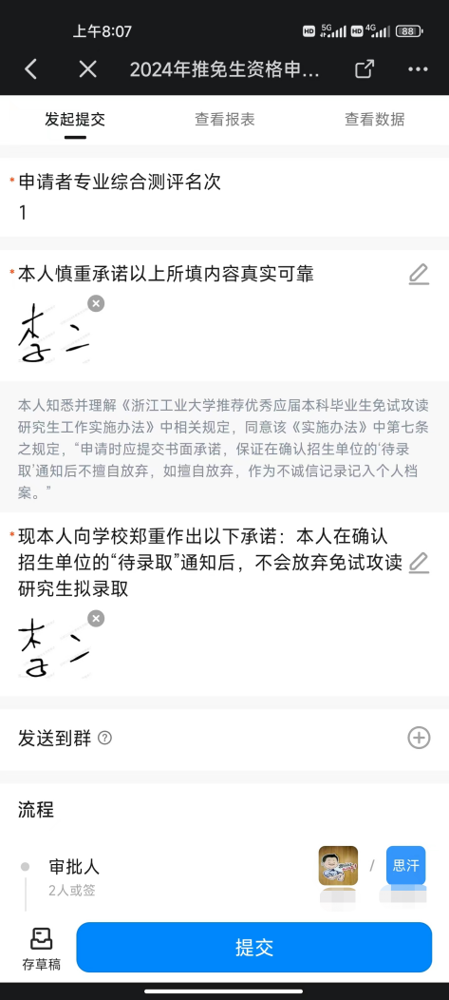 上午8:07
HD 5G HD 4G 88
2024年推免生资格申...
发起提交 查看报表 查看数据
*申请者专业综合测评名次
1
*本人慎重承诺以上所填内容真实可靠
李二
本人知悉并理解《浙江工业大学推荐优秀应届本科毕业生免试攻读
研究生工作实施办法》中相关规定，同意该《实施办法》中第七条
之规定，“申请时应提交书面承诺，保证在确认招生单位的‘待录
取’通知后不擅自放弃，如擅自放弃，作为不诚信记录记入个人档
案。”
*现本人向学校郑重作出以下承诺：本人在确认
招生单位的“待录取”通知后，不会放弃免试攻读
研究生拟录取
李二
发送到群 ?
流程
审批人
/ 思汗
2人或签
存草稿
提交